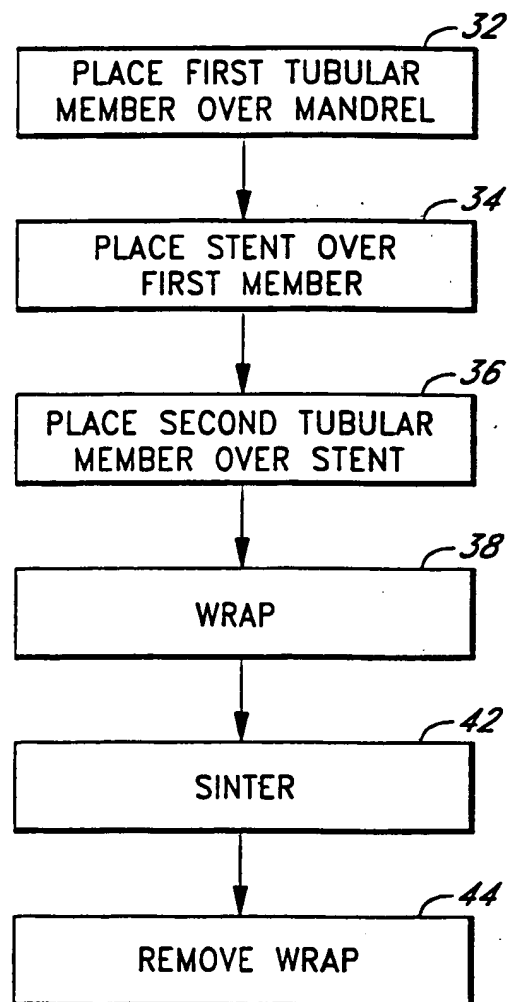 32
PLACE FIRST TUBULAR
MEMBER OVER MANDREL
34
PLACE STENT OVER
FIRST MEMBER
36
PLACE SECOND TUBULAR
MEMBER OVER STENT
38
WRAP
42
SINTER
44
REMOVE WRAP